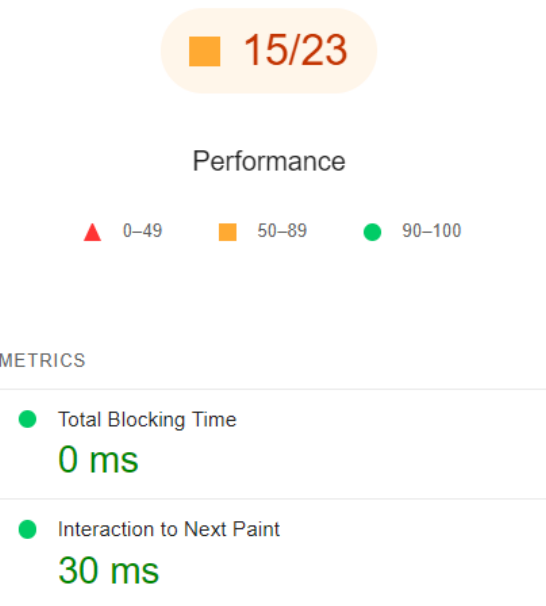 15/23
Performance
0–49 50–89 90–100
METRICS
Total Blocking Time
0 ms
Interaction to Next Paint
30 ms